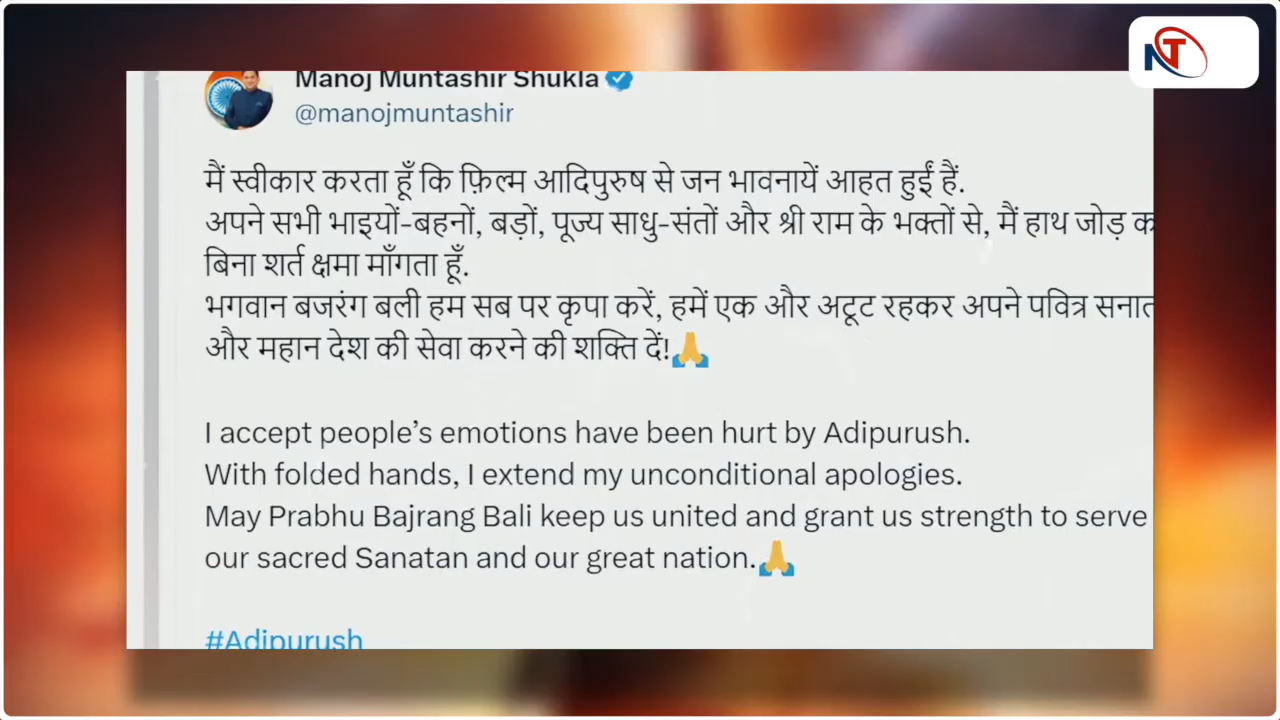 NT
Manoj Muntashir Shukla
@manojmuntashir
मैं स्वीकार करता हूँ कि फ़िल्म आदिपुरुष से जन भावनायें आहत हुईं हैं.
अपने सभी भाइयों-बहनों, बड़ों, पूज्य साधु-संतों और श्री राम के भक्तों से, मैं हाथ जोड़ क
बिना शर्त क्षमा माँगता हूँ.
भगवान बजरंग बली हम सब पर कृपा करें, हमें एक और अटूट रहकर अपने पवित्र सनात
और महान देश की सेवा करने की शक्ति दें!🙏
I accept people’s emotions have been hurt by Adipurush.
With folded hands, I extend my unconditional apologies.
May Prabhu Bajrang Bali keep us united and grant us strength to serve
our sacred Sanatan and our great nation.🙏
#Adipurush